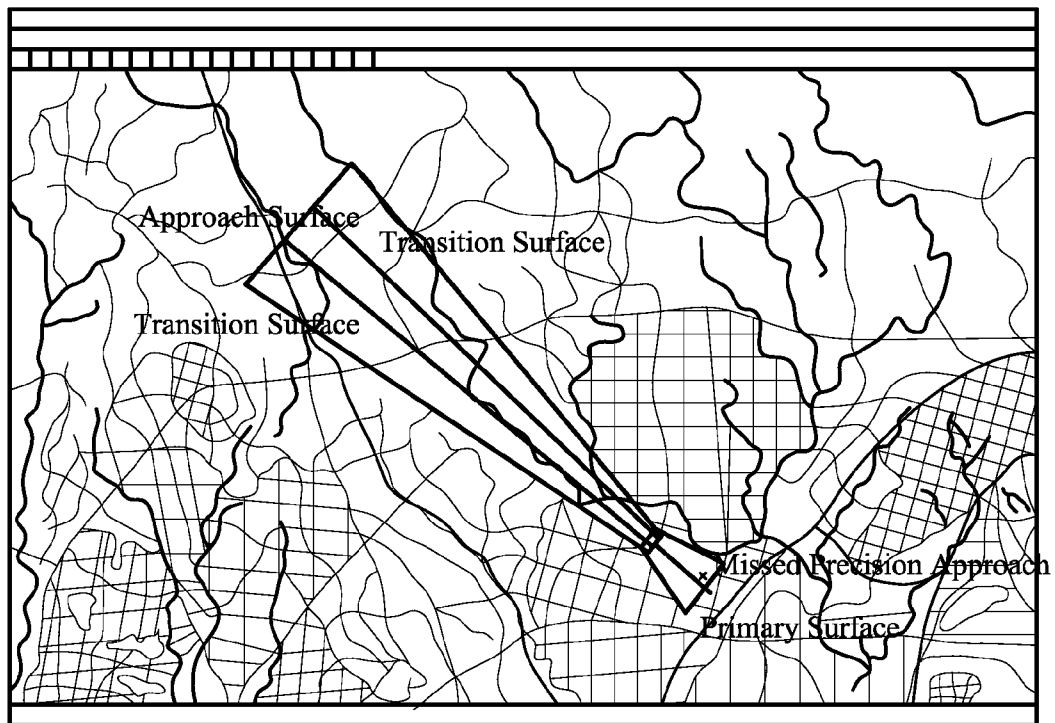 Approach Surface
Transition Surface
Transition Surface
Missed Precision Approach
Primary Surface